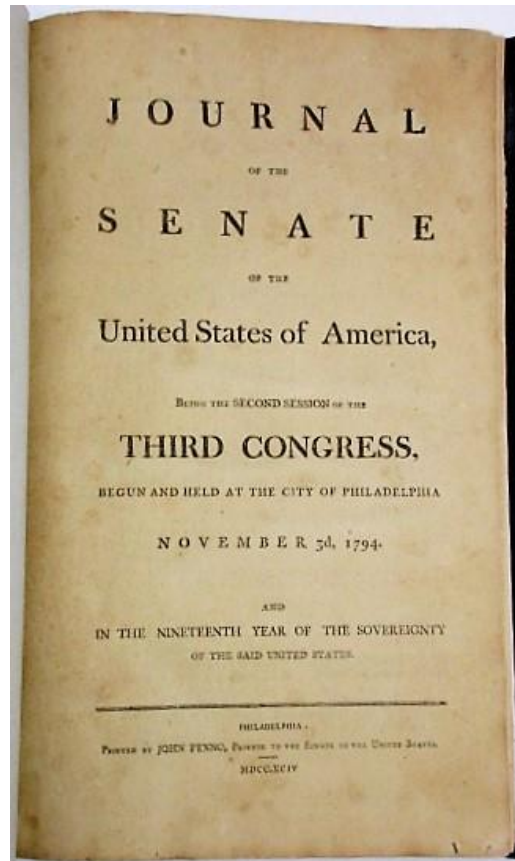 JOURNAL
OF THE
SENATE
OF THE
United States of America,
BEING THE SECOND SESSION OF THE
THIRD CONGRESS,
BEGUN AND HELD AT THE CITY OF PHILADELPHIA
NOVEMBER 3d, 1794.
AND
IN THE NINETEENTH YEAR OF THE SOVEREIGNTY
OF THE SAID UNITED STATES.
PHILADELPHIA:
PRINTED BY JOHN FENNO, PRINTER TO THE SENATE OF THE UNITED STATES.
MDCC.XCIV